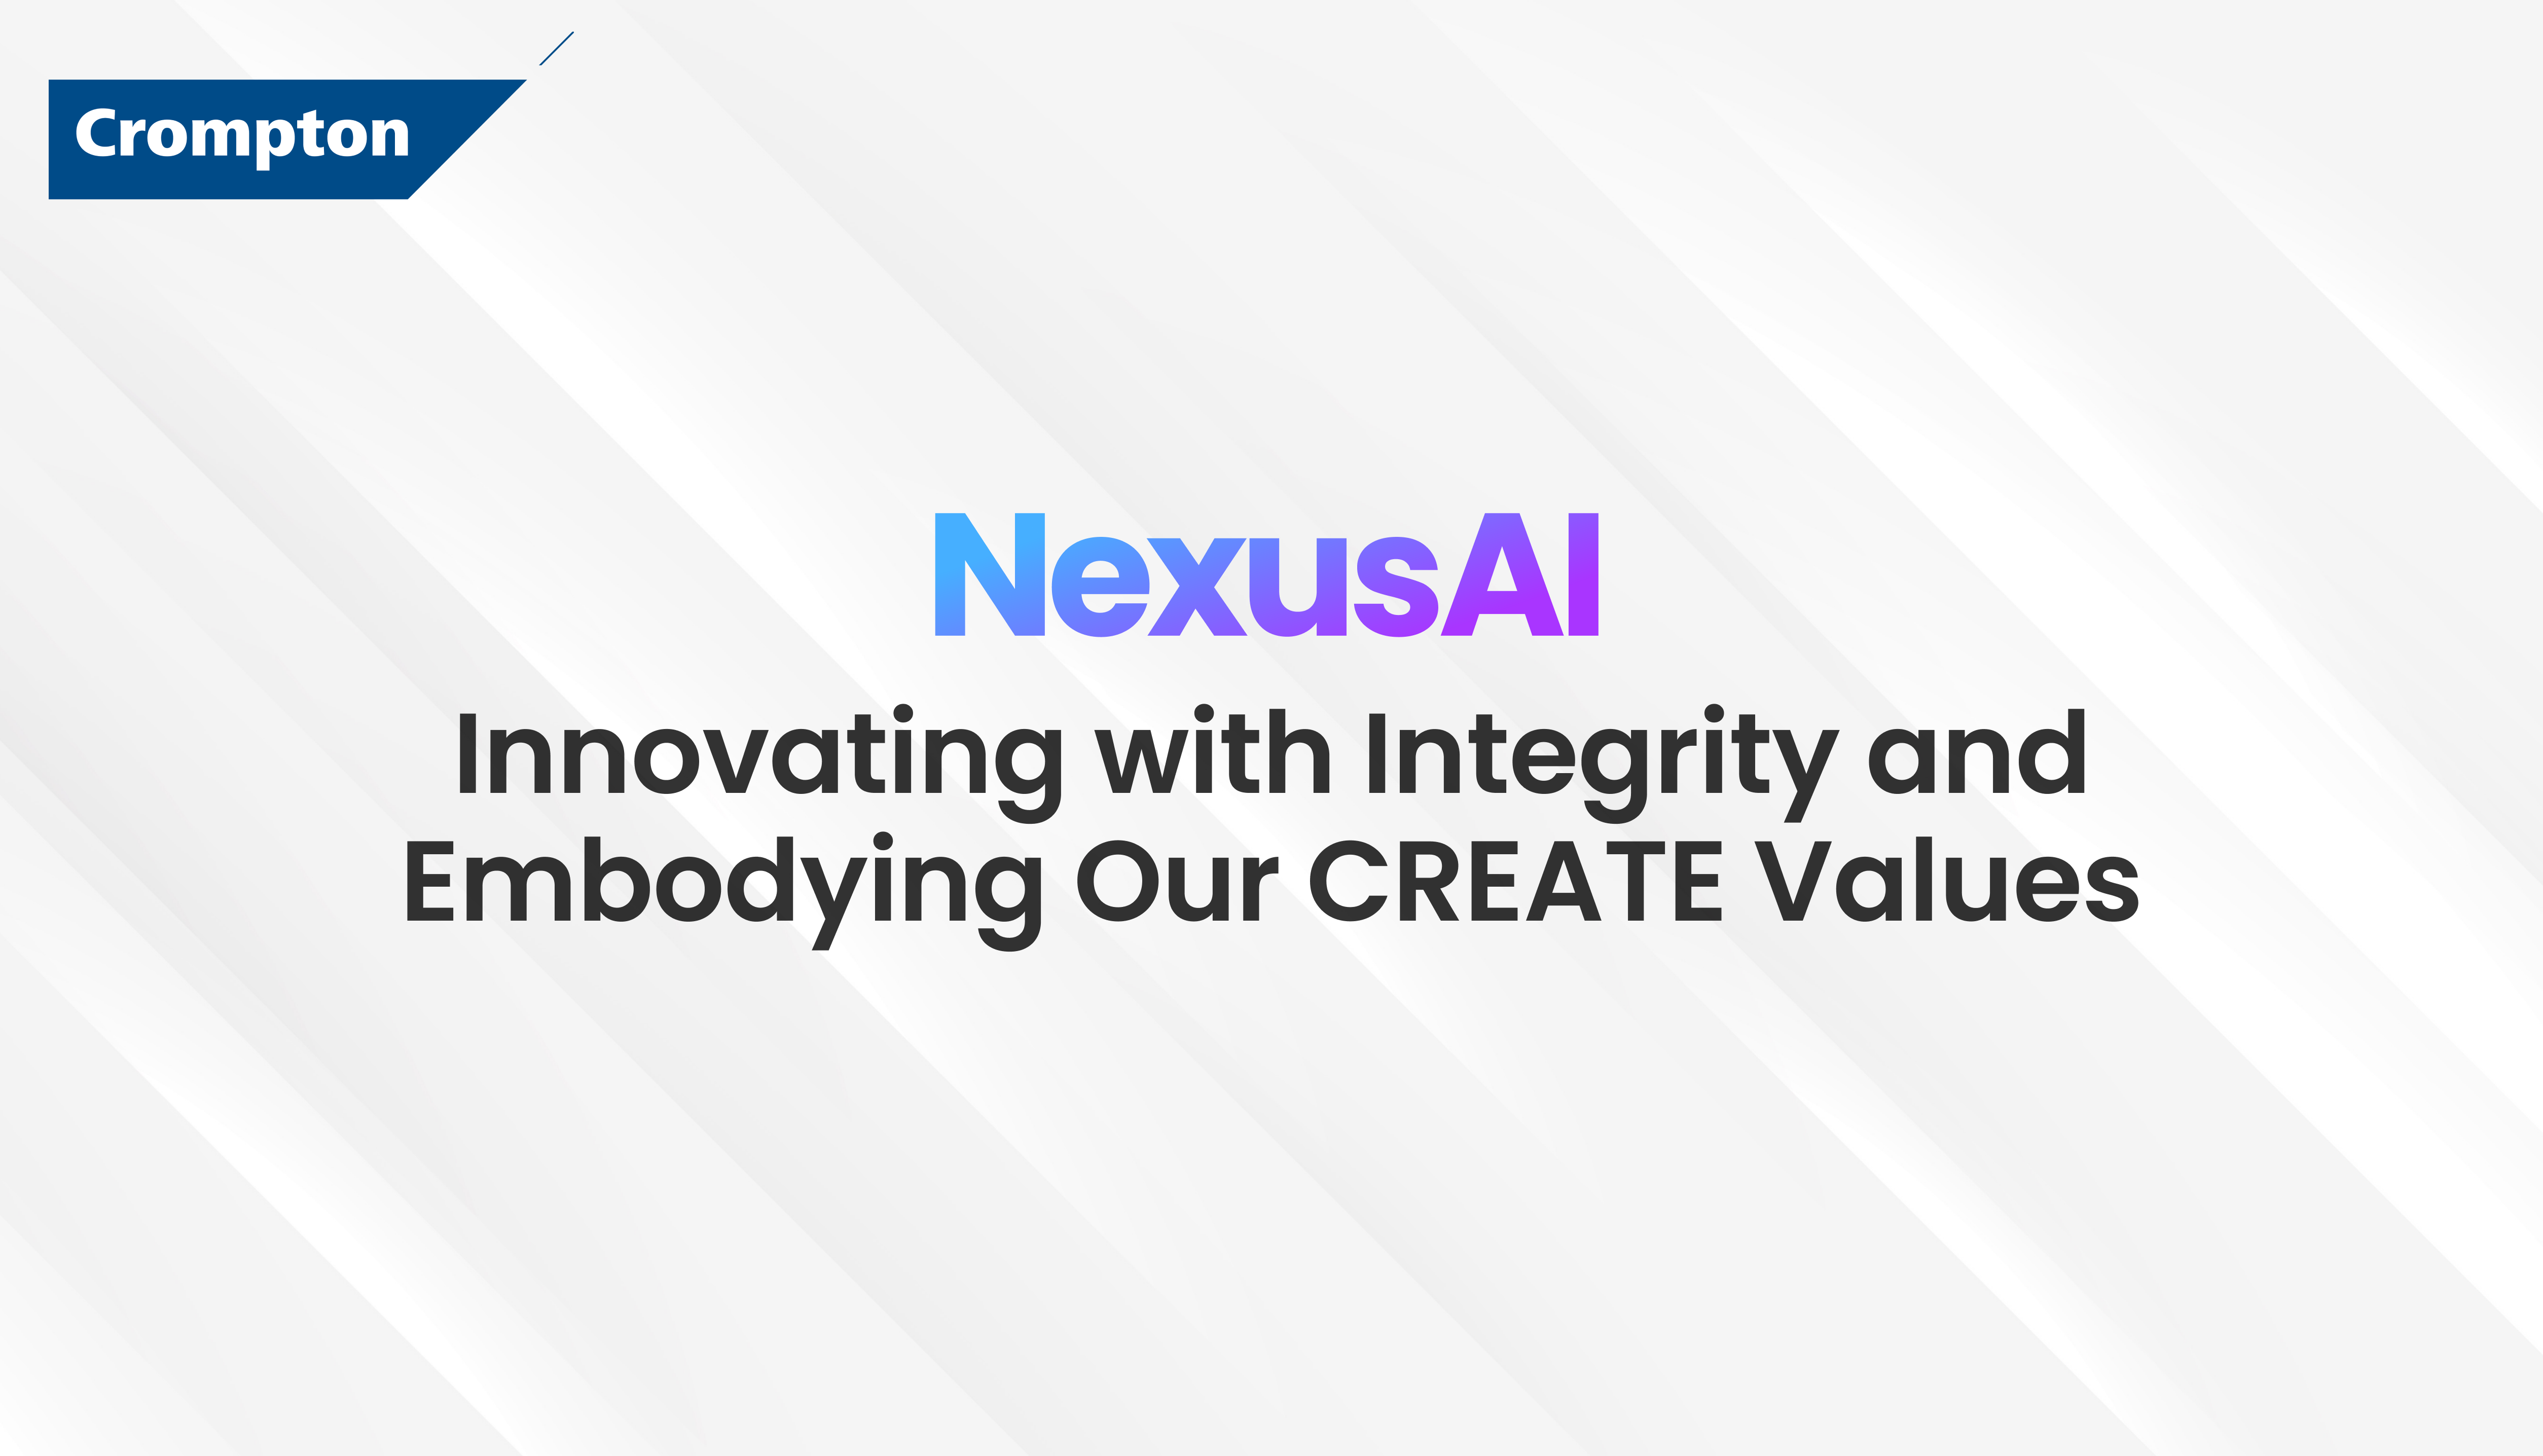 Crompton
NexusAI
Innovating with Integrity and
Embodying Our CREATE Values